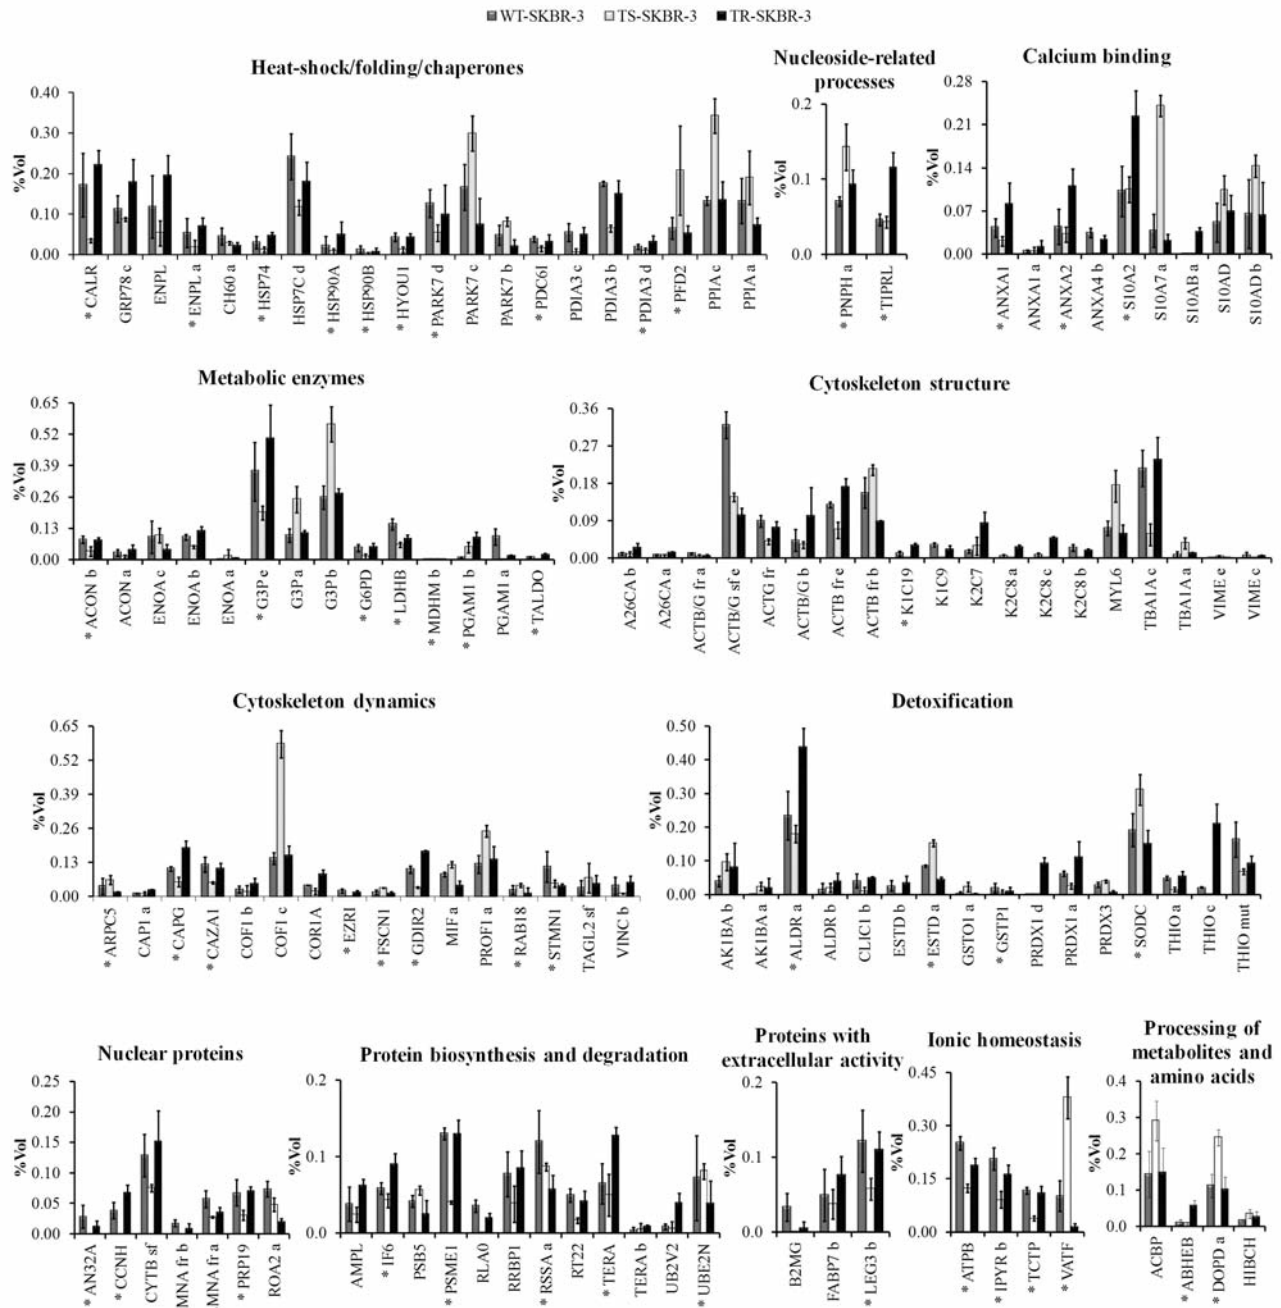 WT-SKBR-3 TS-SKBR-3 TR-SKBR-3
Heat-shock/folding/chaperones
%Vol
0.40
0.30
0.20
0.10
0.00
* CALR
GRP78 c
ENPL
* ENPL a
CH60 a
* HSP74
HSP7C d
* HSP90A
* HSP90B
* HYOU1
* PARK7 d
PARK7 c
PARK7 b
* PDC6I
PDIA3 c
PDIA3 b
* PDIA3 d
* PFD2
PPIA c
PPIA a
Nucleoside-related
processes
%Vol
0.2
0.1
0.0
* PNPH a
* TIPRL
Calcium binding
%Vol
0.28
0.21
0.14
0.07
0.00
* ANXA1
ANXA1 a
* ANXA2
ANXA4 b
* S10A2
S10A7 a
S10AB a
S10AD
S10AD b
Metabolic enzymes
%Vol
0.65
0.52
0.39
0.26
0.13
0.00
* ACON b
ACON a
ENOA c
ENOA b
ENOA a
* G3P e
G3P a
G3P b
* G6PD
* LDHB
* MDHM b
* PGAM1 b
PGAM1 a
* TALDO
Cytoskeleton structure
%Vol
0.36
0.27
0.18
0.09
0.00
A26CA b
A26CA a
ACTB/G fr a
ACTB/G sf e
ACTG fr
ACTB/G b
ACTB fr e
ACTB fr b
* K1C19
K1C9
K2C7
K2C8 a
K2C8 c
K2C8 b
MYL6
TBA1A c
TBA1A a
VIME e
VIME c
Cytoskeleton dynamics
%Vol
0.65
0.52
0.39
0.26
0.13
0.00
* ARPC5
CAP1 a
* CAPG
* CAZA1
COF1 b
COF1 c
COR1A
* EZRI
* FSCN1
* GDIR2
MIF a
PROF1 a
* RAB18
* STMN1
TAGL2 sf
VINC b
Detoxification
%Vol
0.50
0.40
0.30
0.20
0.10
0.00
AK1BA b
AK1BA a
* ALDR a
ALDR b
CLIC1 b
ESTD b
* ESTD a
GSTO1 a
* GSTP1
PRDX1 d
PRDX1 a
PRDX3
* SODC
THIO a
THIO c
THIO mut
Nuclear proteins
%Vol
0.25
0.20
0.15
0.10
0.05
0.00
* AN32A
* CCNH
CYTB sf
MNA fr b
MNA fr a
* PRP19
ROA2 a
Protein biosynthesis and degradation
%Vol
0.2
0.1
0.0
AMPL
* IF6
PSB5
* PSME1
RLA0
RRBP1
* RSSA a
RT22
* TERA
TERA b
UB2V2
* UBE2N
Proteins with
extracellular activity
%Vol
0.2
0.1
0.0
B2MG
FABP7 b
* LEG3 b
Ionic homeostasis
%Vol
0.45
0.30
0.15
0.00
* ATPB
* IPYR b
* TCTP
* VATF
Processing of
metabolites and
amino acids
%Vol
0.4
0.3
0.2
0.1
0.0
ACBP
* ABHEB
* DOPD a
HIBCH